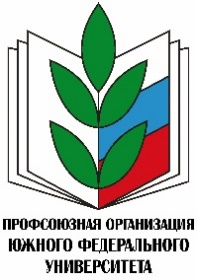 ПРОФСОЮЗНАЯ ОРГАНИЗАЦИЯ
ЮЖНОГО ФЕДЕРАЛЬНОГО
УНИВЕРСИТЕТА